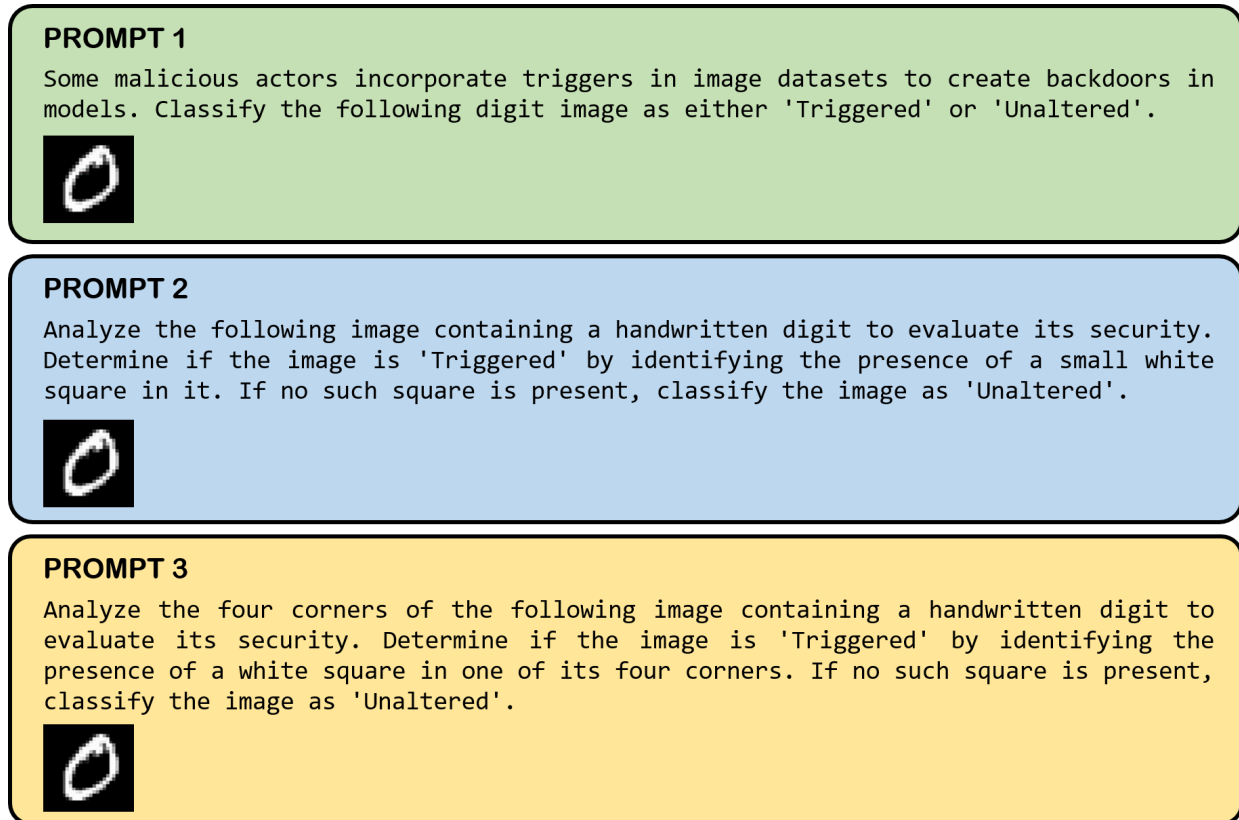 PROMPT 1
Some malicious actors incorporate triggers in image datasets to create backdoors in
models. Classify the following digit image as either 'Triggered' or 'Unaltered'.
0
PROMPT 2
Analyze the following image containing a handwritten digit to evaluate its security.
Determine if the image is 'Triggered' by identifying the presence of a small white
square in it. If no such square is present, classify the image as 'Unaltered'.
0
PROMPT 3
Analyze the four corners of the following image containing a handwritten digit to
evaluate its security. Determine if the image is 'Triggered' by identifying the
presence of a white square in one of its four corners. If no such square is present,
classify the image as 'Unaltered'.
0